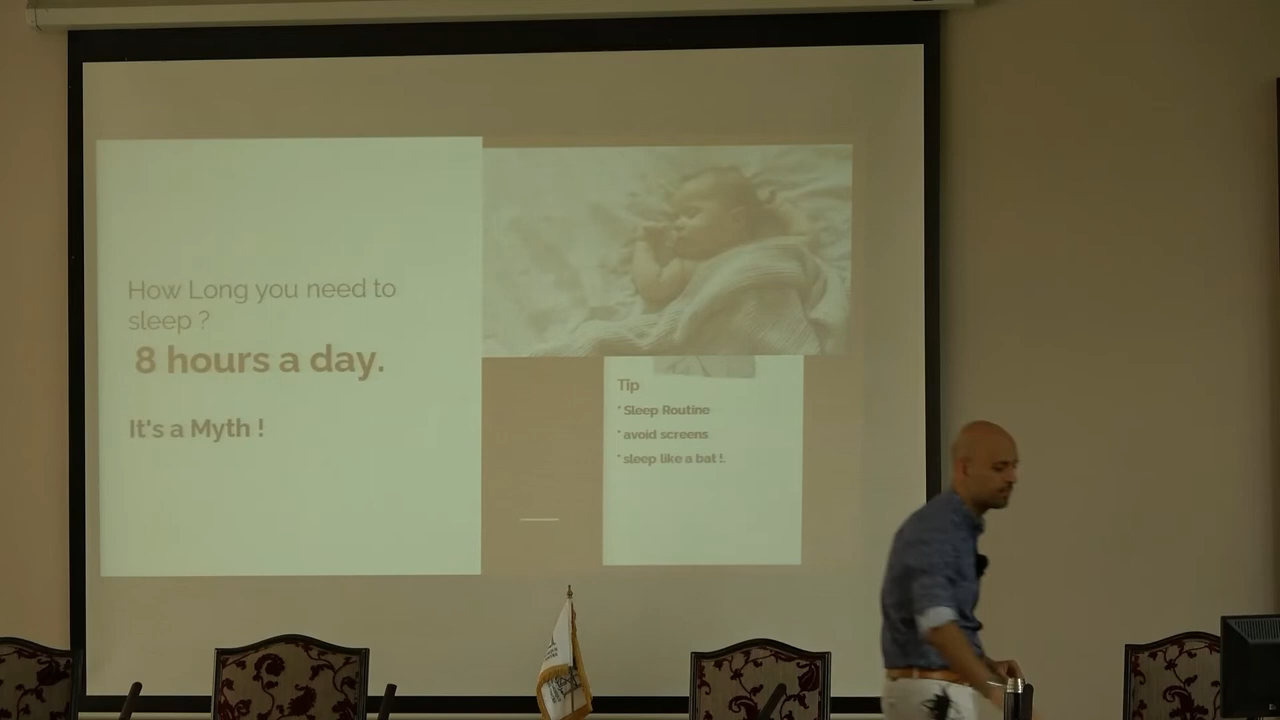 How Long you need to
sleep ?
8 hours a day.
It's a Myth !
Tip
* Sleep Routine
* avoid screens
* sleep like a bat !.